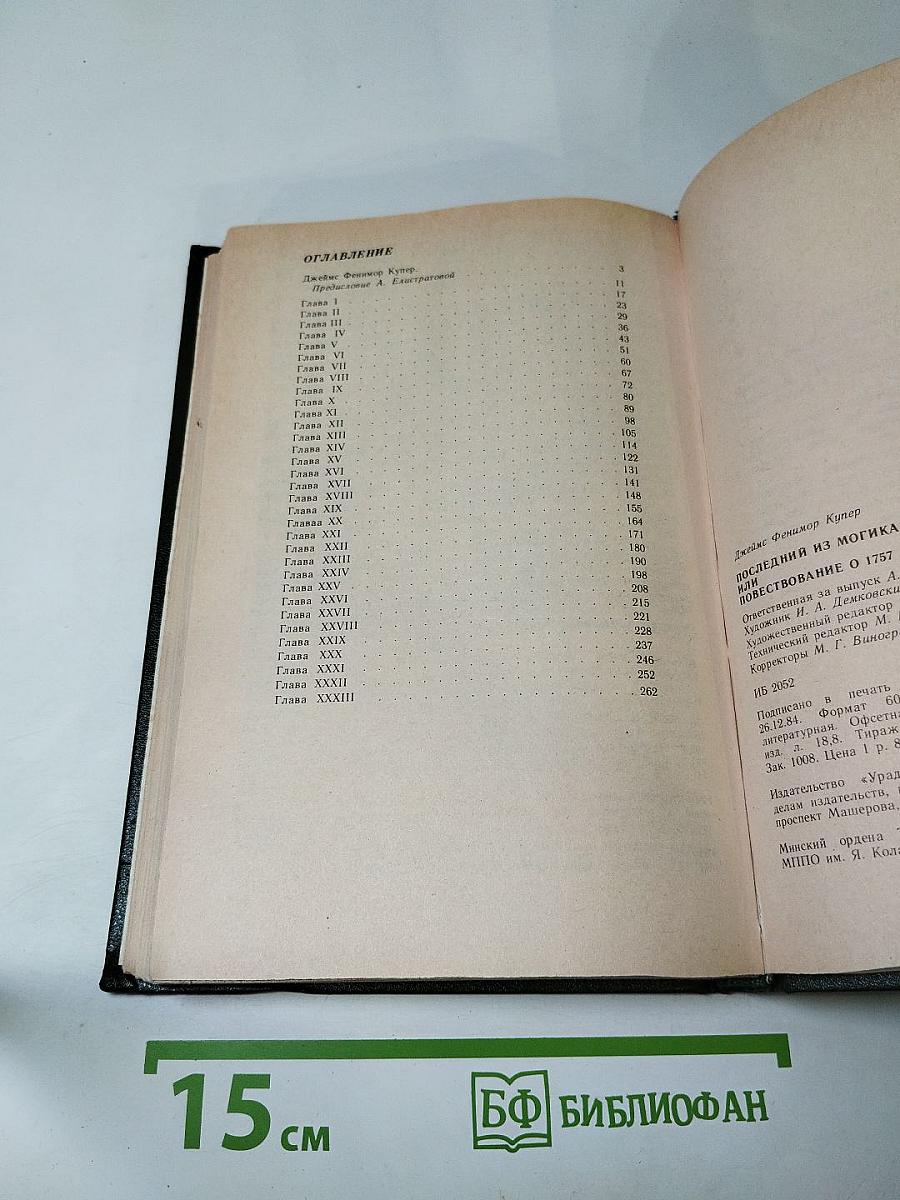 ОГЛАВЛЕНИЕ
Джеймс Фенимор Купер.
Предисловие А. Елистратовой 3
Глава I 11
Глава II 17
Глава III 23
Глава IV 29
Глава V 36
Глава VI 43
Глава VII 51
Глава VIII 60
Глава IX 67
Глава X 72
Глава XI 80
Глава XII 89
Глава XIII 98
Глава XIV 105
Глава XV 114
Глава XVI 122
Глава XVII 131
Глава XVIII 141
Глава XIX 148
Главаа XX 155
Глава XXI 164
Глава XXII 171
Глава XXIII 180
Глава XXIV 190
Глава XXV 198
Глава XXVI 208
Глава XXVII 215
Глава XXVIII 221
Глава XXIX 228
Глава XXX 237
Глава XXXI 246
Глава XXXII 252
Глава XXXIII 262
Джеймс Фенимор Купер
ПОСЛЕДНИЙ ИЗ МОГИКА
ИЛИ
ПОВЕСТВОВАНИЕ О 1757
Ответственная за выпуск А.
Художник И. А. Демковски
Художественный редактор
Технический редактор М.
Корректоры М. Г. Виногр
ИБ 2052
Подписано в печать
26.12.84. Формат 60
литературная. Офсетна
изд. л. 18,8. Тираж
Зак. 1008. Цена 1 р. 8
Издательство «Урад
делам издательств,
проспект Машерова,
Минский ордена
МППО им. Я. Кола
15 см
БФ БИБЛИОФАН